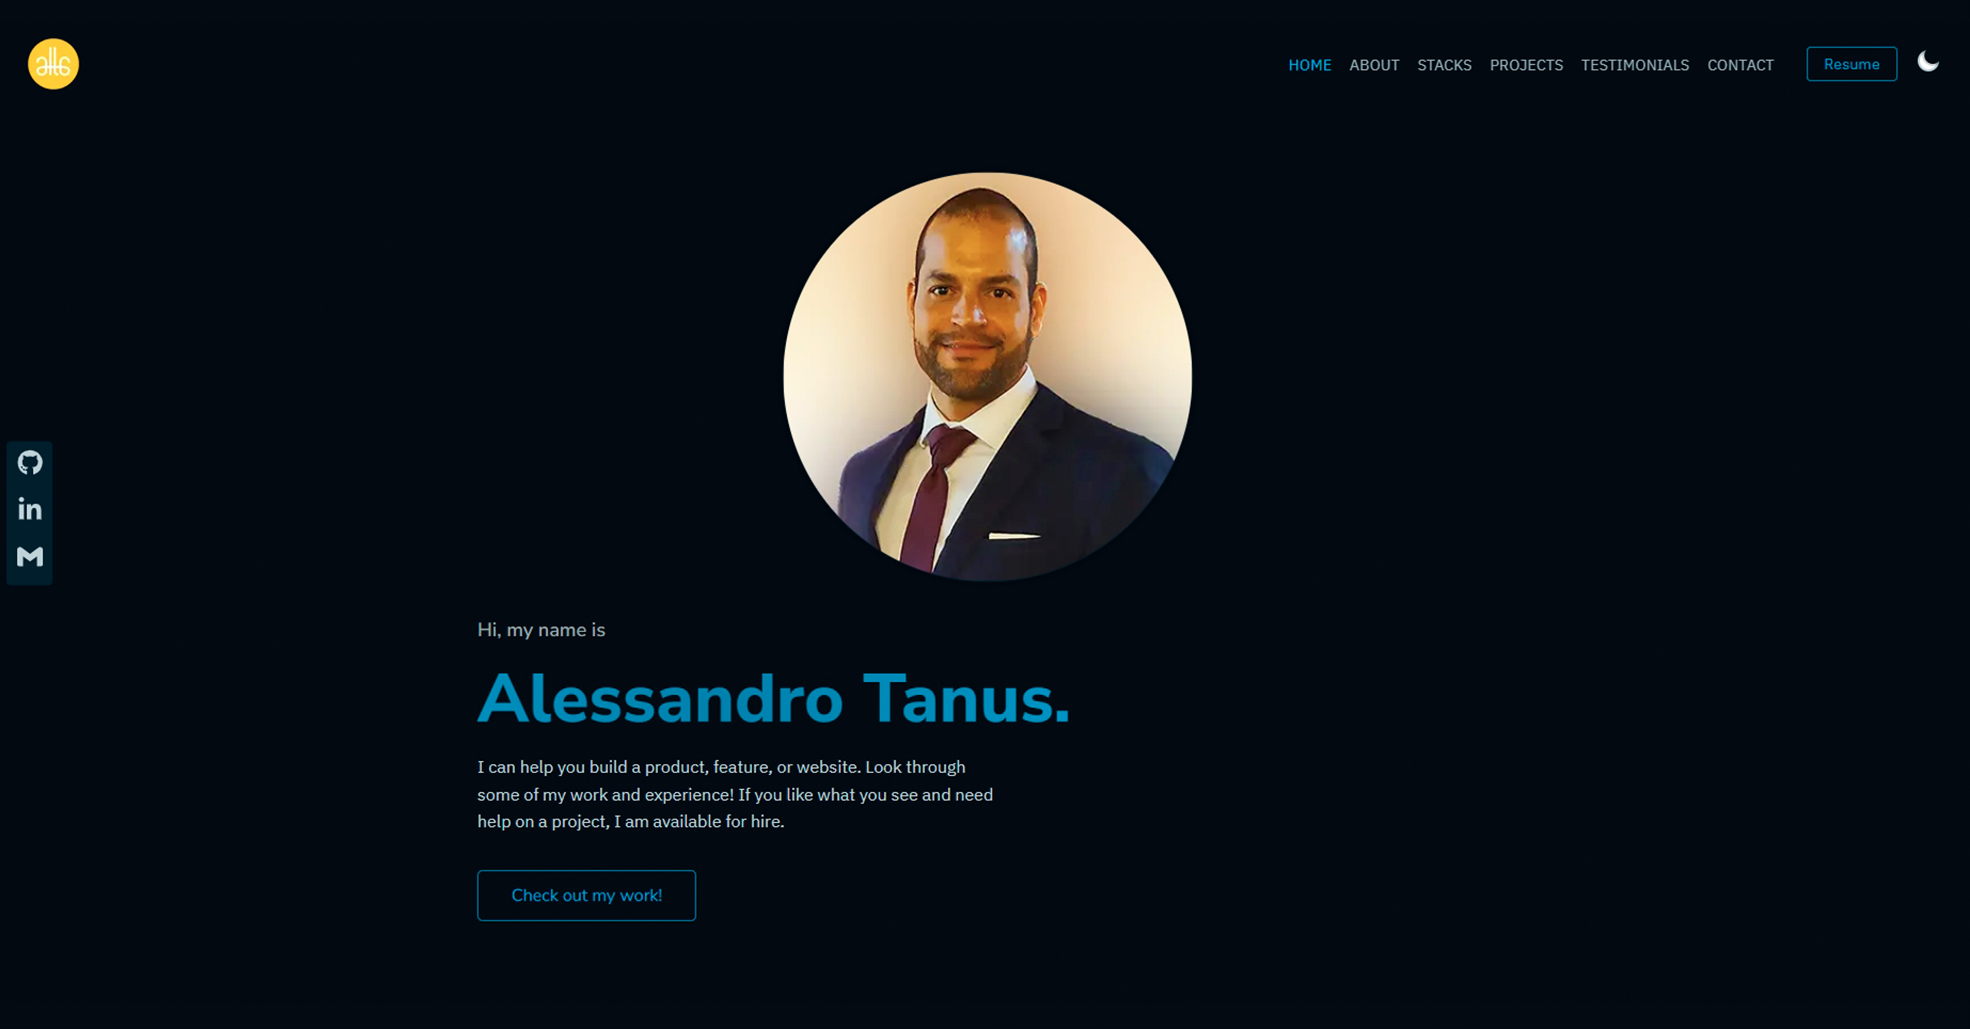 HOME ABOUT STACKS PROJECTS TESTIMONIALS CONTACT Resume
Hi, my name is
Alessandro Tanus.
I can help you build a product, feature, or website. Look through
some of my work and experience! If you like what you see and need
help on a project, I am available for hire.
Check out my work!